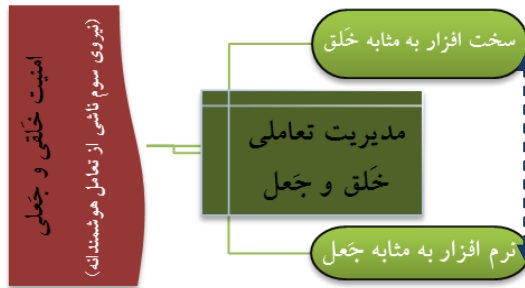 سخت افزار به مثابه خَلق
مدیریت تعاملی
خَلق و جَعل
نرم افزار به مثابه جَعل
امنیت خَلقی و جَعلی
(نیروی سوم ناشی از تعامل هوشمندانه)